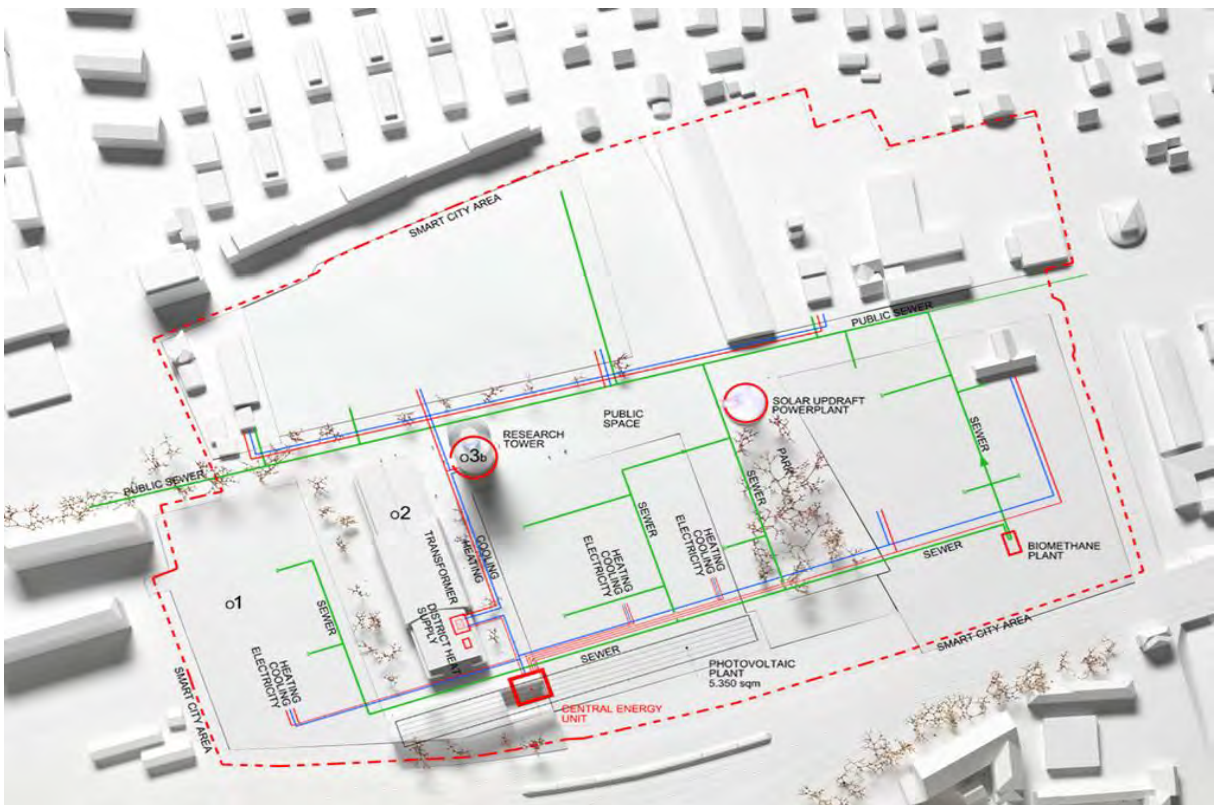 SMART CITY AREA
PUBLIC SEWER
SOLAR UPDRAFT
POWERPLANT
PUBLIC
SPACE
RESEARCH
TOWER
o3b
PUBLIC SEWER
PARK
SEWER
SEWER
o2
COOLING
HEATING
TRANSFORMER
DISTRICT HEAT
SUPPLY
SEWER
HEATING
COOLING
ELECTRICITY
HEATING
COOLING
ELECTRICITY
SEWER
BIOMETHANE
PLANT
o1
SEWER
HEATING
COOLING
ELECTRICITY
SEWER
SMART CITY AREA
PHOTOVOLTAIC
PLANT
5.350 sqm
CENTRAL ENERGY
UNIT
SMART CITY AREA